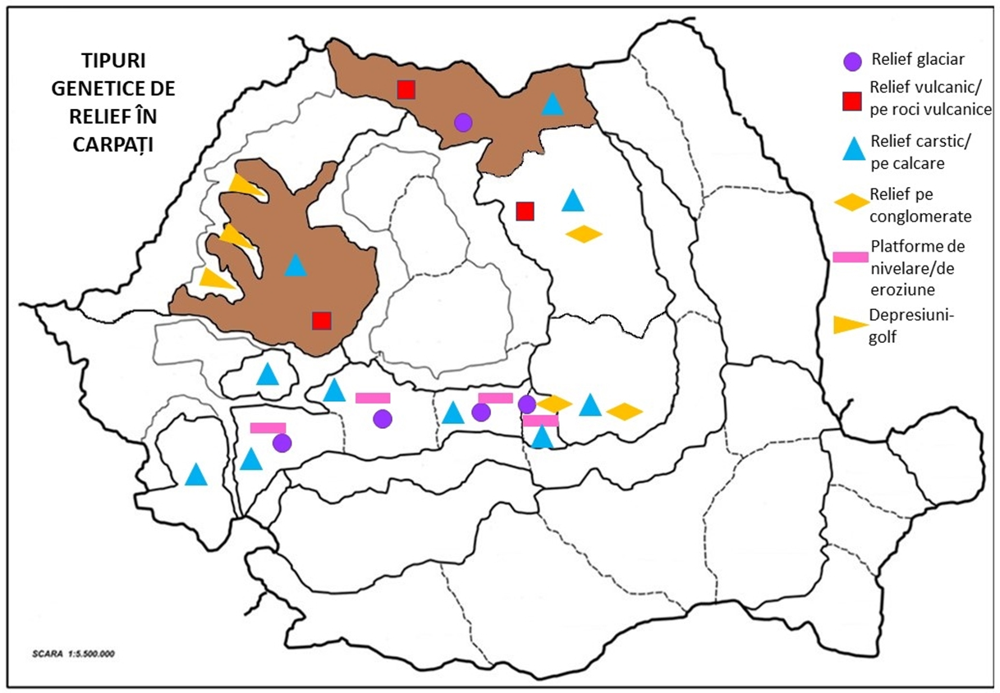 TIPURI
GENETICE DE
RELIEF ÎN
CARPAȚI
Relief glaciar
Relief vulcanic/
pe roci vulcanice
Relief carstic/
pe calcare
Relief pe
conglomerate
Platforme de
nivelare/de
eroziune
Depresiuni-
golf
SCARA 1:5.500.000